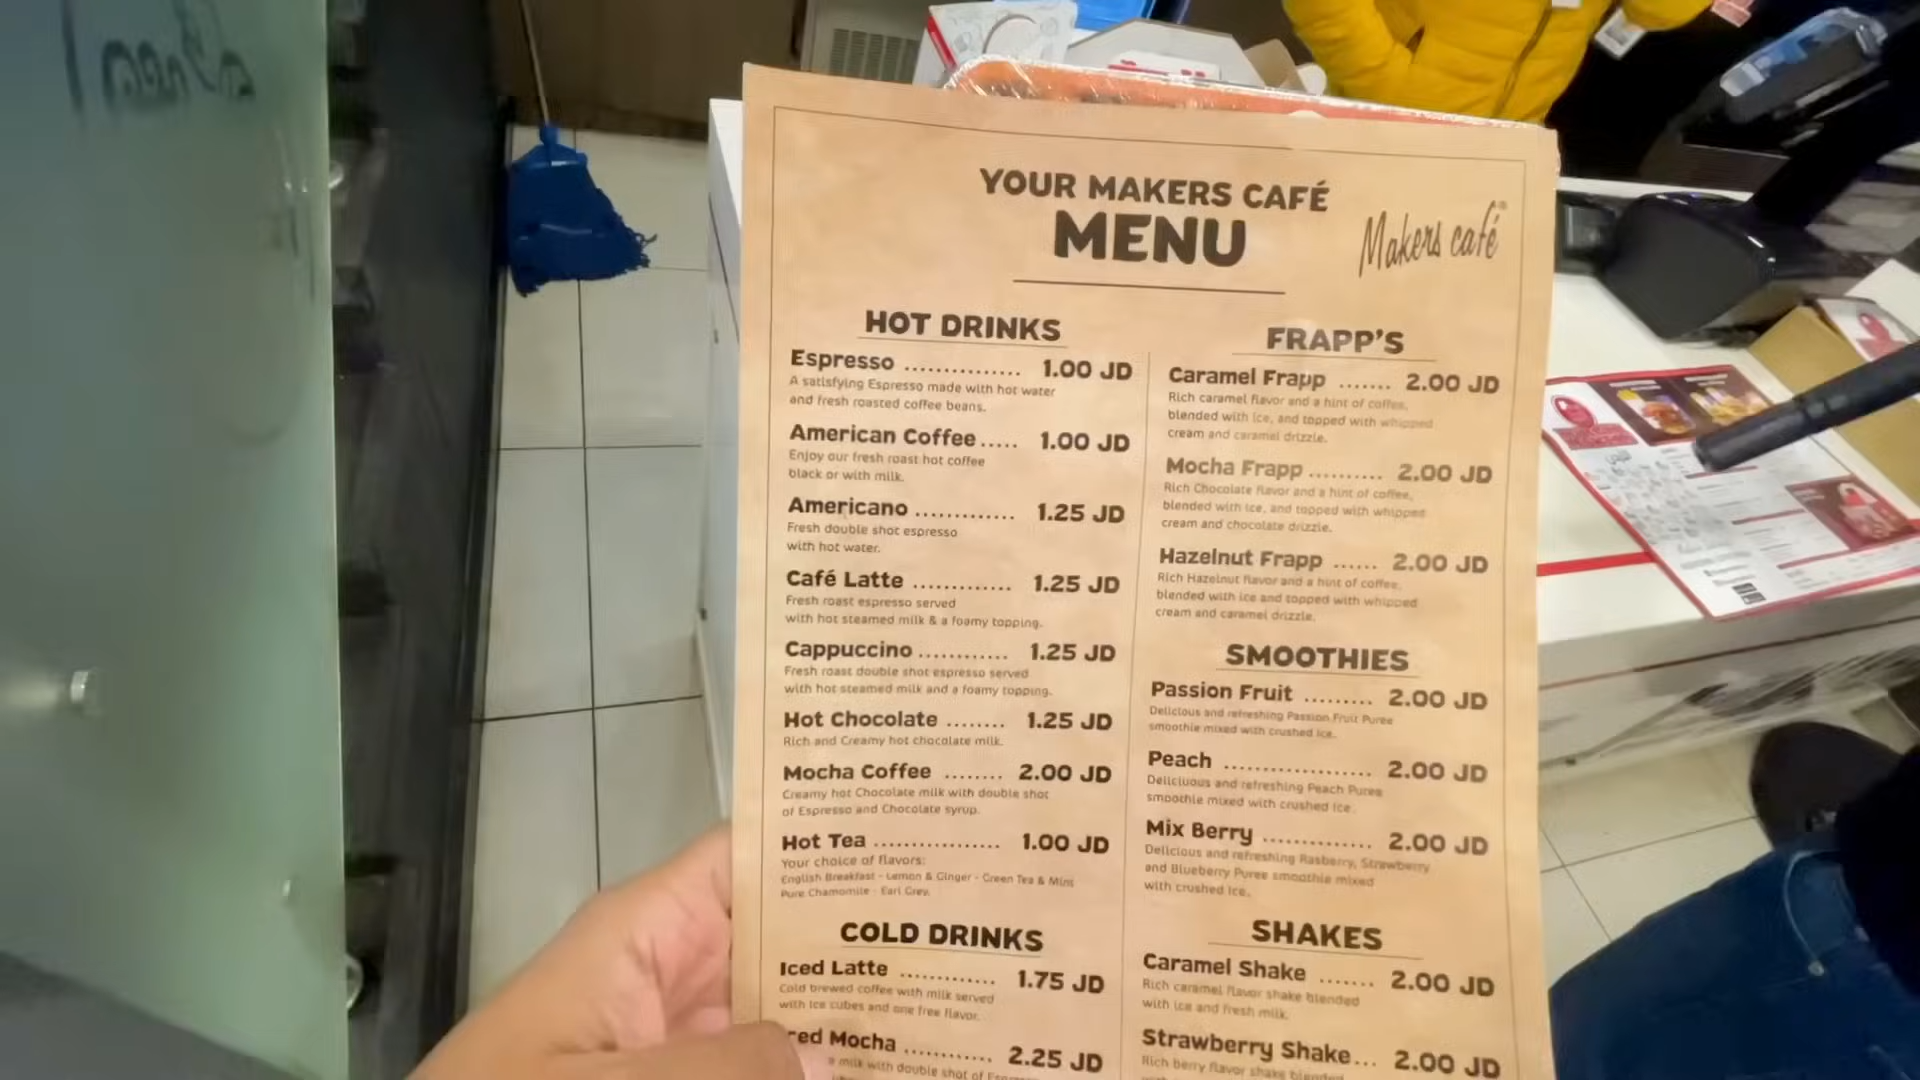 YOUR MAKERS CAFÉ
MENU
Makers café
HOT DRINKS
Espresso ............... 1.00 JD
A satisfying Espresso made with hot water
and fresh roasted coffee beans.
American Coffee..... 1.00 JD
Enjoy our fresh roast hot coffee
black or with milk.
Americano ............. 1.25 JD
Fresh double shot espresso
with hot water.
Café Latte ............. 1.25 JD
Fresh roast espresso served
with hot steamed milk & a foamy topping.
Cappuccino ............ 1.25 JD
Fresh roast double shot espresso served
with hot steamed milk and a foamy topping.
Hot Chocolate ........ 1.25 JD
Rich and Creamy hot chocolate milk.
Mocha Coffee ........ 2.00 JD
Creamy hot Chocolate milk with double shot
of Espresso and Chocolate syrup.
Hot Tea ................. 1.00 JD
Your choice of flavors:
English Breakfast - Lemon & Ginger - Green Tea & Mint
Pure Chamomile - Earl Grey.
COLD DRINKS
Iced Latte ............. 1.75 JD
Cold brewed coffee with milk served
with ice cubes and one free flavor.
Iced Mocha ............ 2.25 JD
milk with double shot of
FRAPP'S
Caramel Frapp ....... 2.00 JD
Rich caramel flavor and a hint of coffee,
blended with ice, and topped with whipped
cream and caramel drizzle.
Mocha Frapp .......... 2.00 JD
Rich Chocolate flavor and a hint of coffee,
blended with ice, and topped with whipped
cream and chocolate drizzle.
Hazelnut Frapp ...... 2.00 JD
Rich Hazelnut flavor and a hint of coffee,
blended with ice and topped with whipped
cream and caramel drizzle.
SMOOTHIES
Passion Fruit ......... 2.00 JD
Delicious and refreshing Passion Fruit Puree
smoothie mixed with crushed ice.
Peach ................... 2.00 JD
Deliciuous and refreshing Peach Puree
smoothie mixed with crushed ice.
Mix Berry .............. 2.00 JD
Delicious and refreshing Rasberry, Strawberry
and Blueberry Puree smoothie mixed
with crushed ice.
SHAKES
Caramel Shake ....... 2.00 JD
Rich caramel flavor shake blended
with ice and fresh milk.
Strawberry Shake... 2.00 JD
Rich berry flavor shake blended